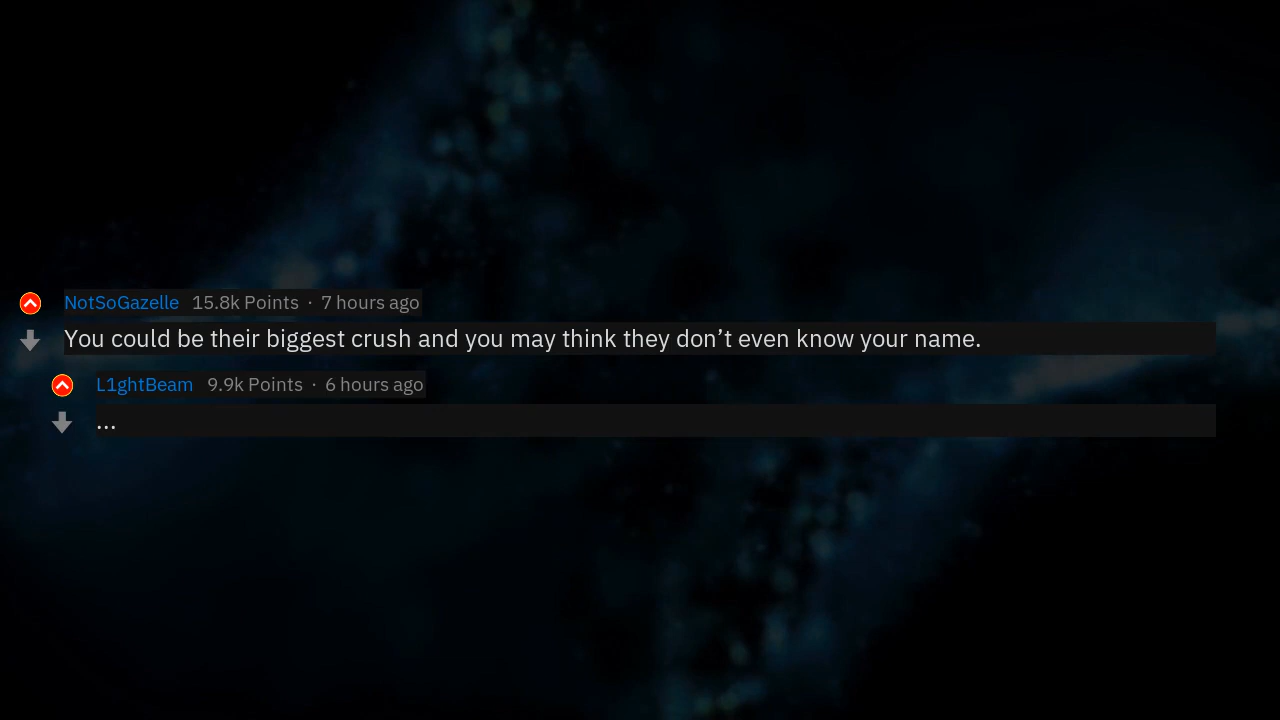 NotSoGazelle 15.8k Points · 7 hours ago
You could be their biggest crush and you may think they don’t even know your name.
L1ghtBeam 9.9k Points · 6 hours ago
...